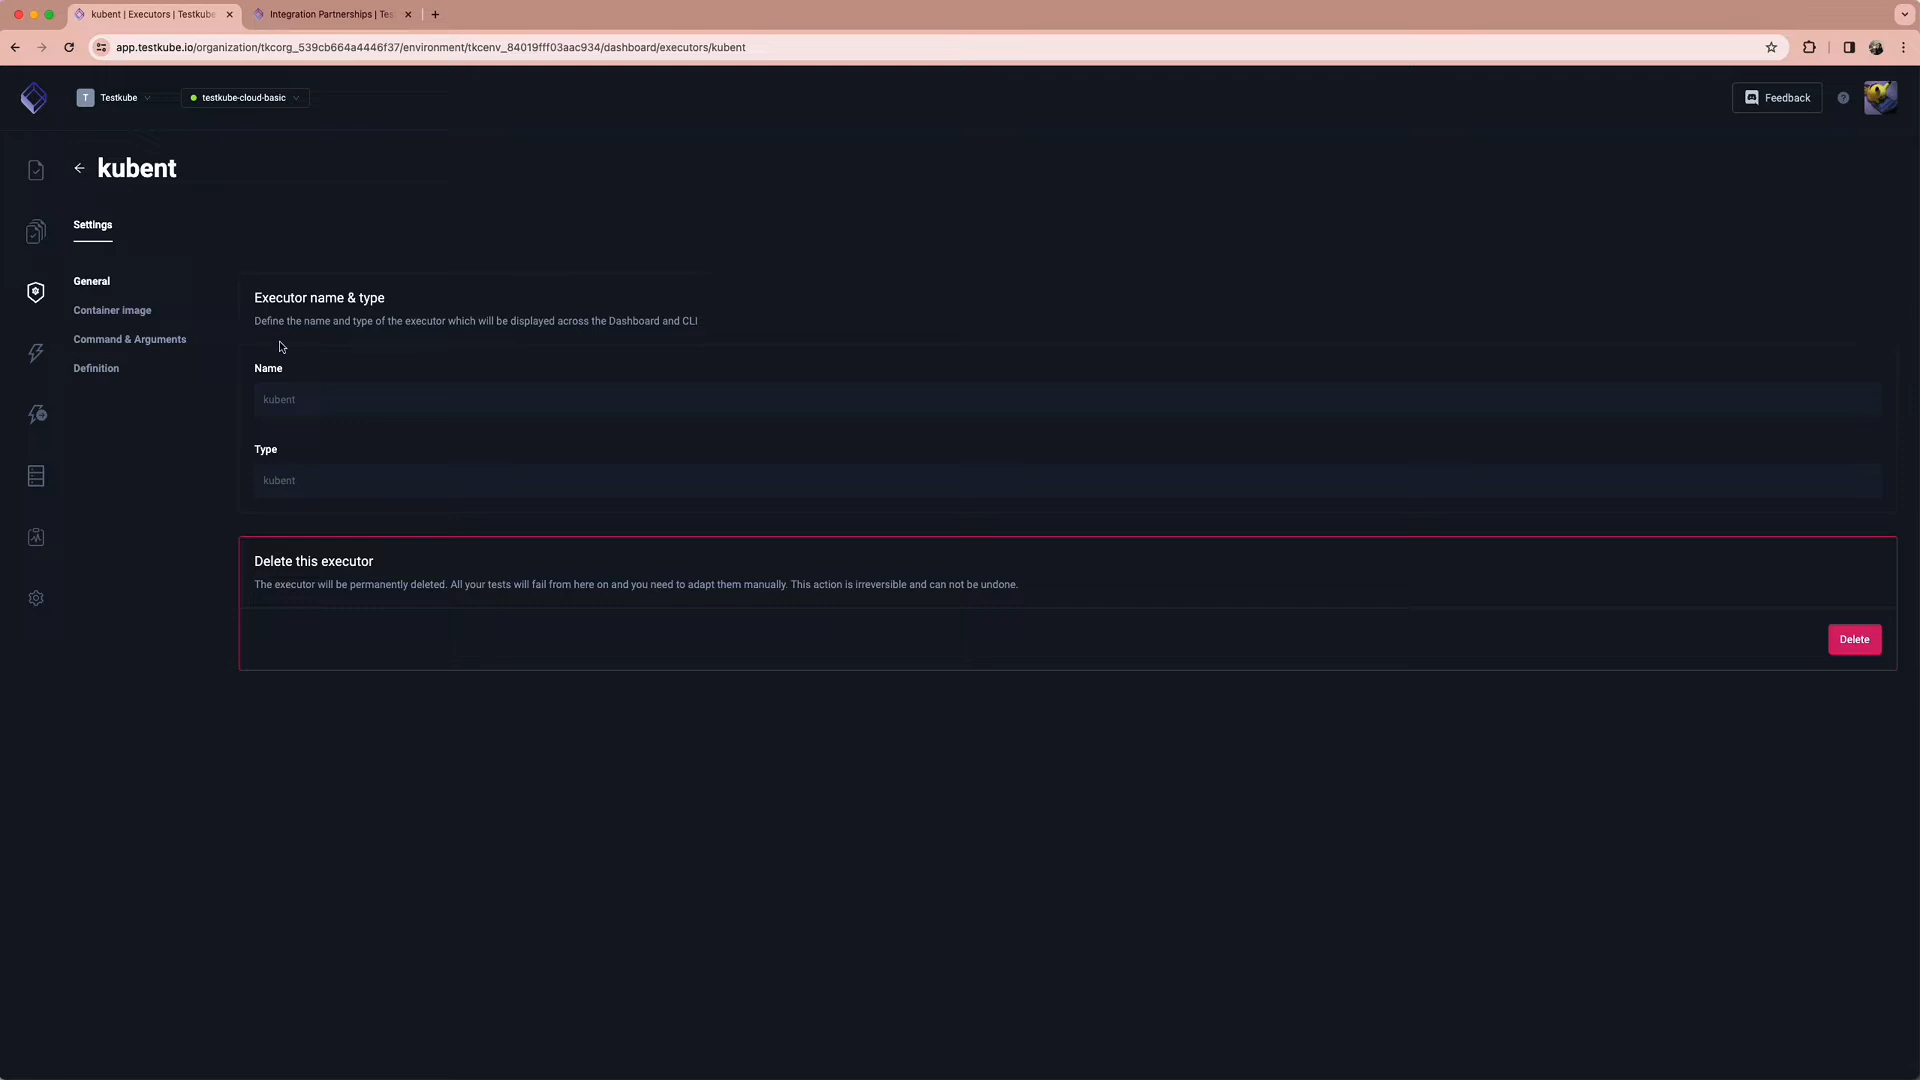 kubent | Executors | Testkube
Integration Partnerships | Tes
app.testkube.io/organization/tkcorg_539cb664a4446f37/environment/tkcenv_84019fff03aac934/dashboard/executors/kubent
T Testkube
testkube-cloud-basic
Feedback
?
kubent
Settings
General
Container image
Command & Arguments
Definition
Executor name & type
Define the name and type of the executor which will be displayed across the Dashboard and CLI
Name
kubent
Type
kubent
Delete this executor
The executor will be permanently deleted. All your tests will fail from here on and you need to adapt them manually. This action is irreversible and can not be undone.
Delete